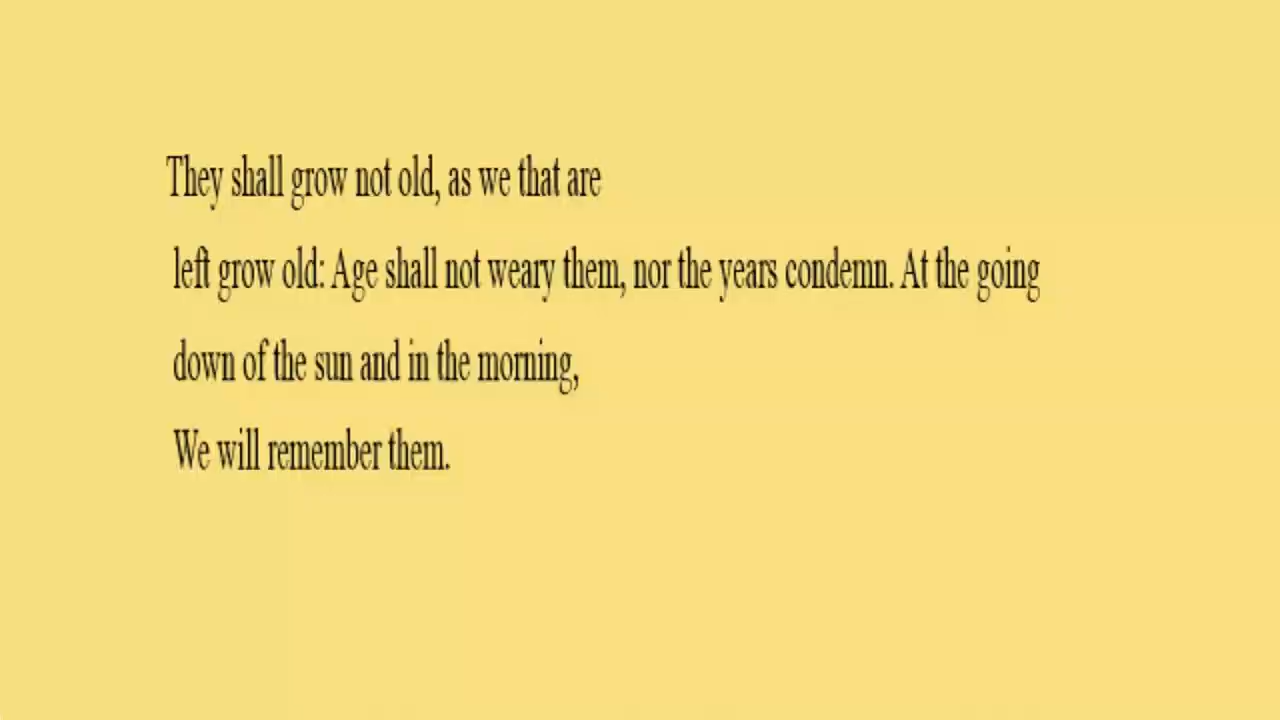 They shall grow not old, as we that are
left grow old: Age shall not weary them, nor the years condemn. At the going
down of the sun and in the morning,
We will remember them.